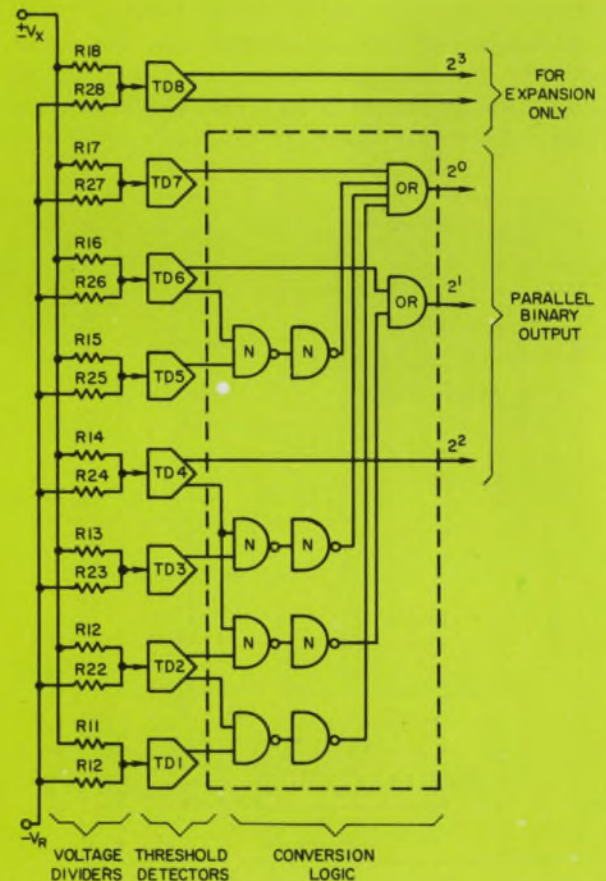 ±Vx
R18
R28
TD8
2³
FOR
EXPANSION
ONLY
R17
R27
TD7
OR
2⁰
R16
R26
TD6
OR
2¹
PARALLEL
BINARY
OUTPUT
R15
R25
TD5
N
N
R14
R24
TD4
2²
R13
R23
TD3
N
N
R12
R22
TD2
N
N
R11
R12
TD1
-VR
VOLTAGE
DIVIDERS
THRESHOLD
DETECTORS
CONVERSION
LOGIC